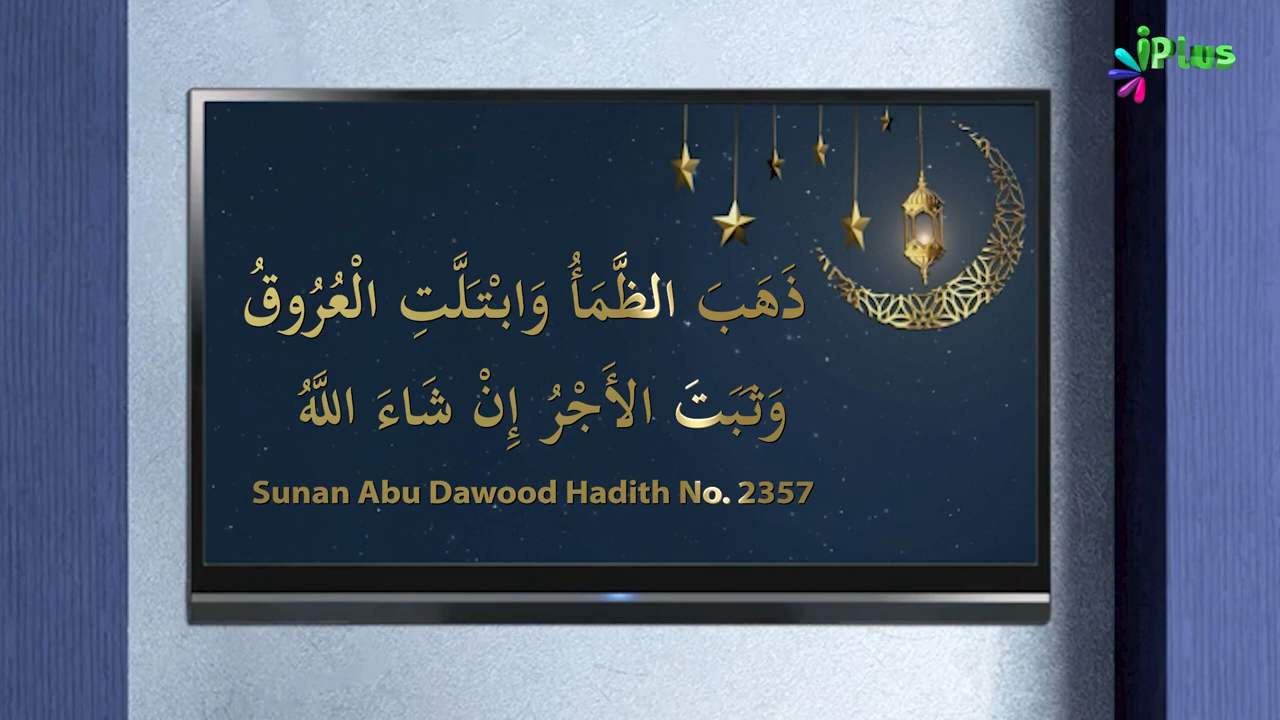 iPlus
ذَهَبَ الظَّمَأُ وَابْتَلَّتِ الْعُرُوقُ
وَثَبَتَ الأَجْرُ إِنْ شَاءَ اللَّهُ
Sunan Abu Dawood Hadith No. 2357